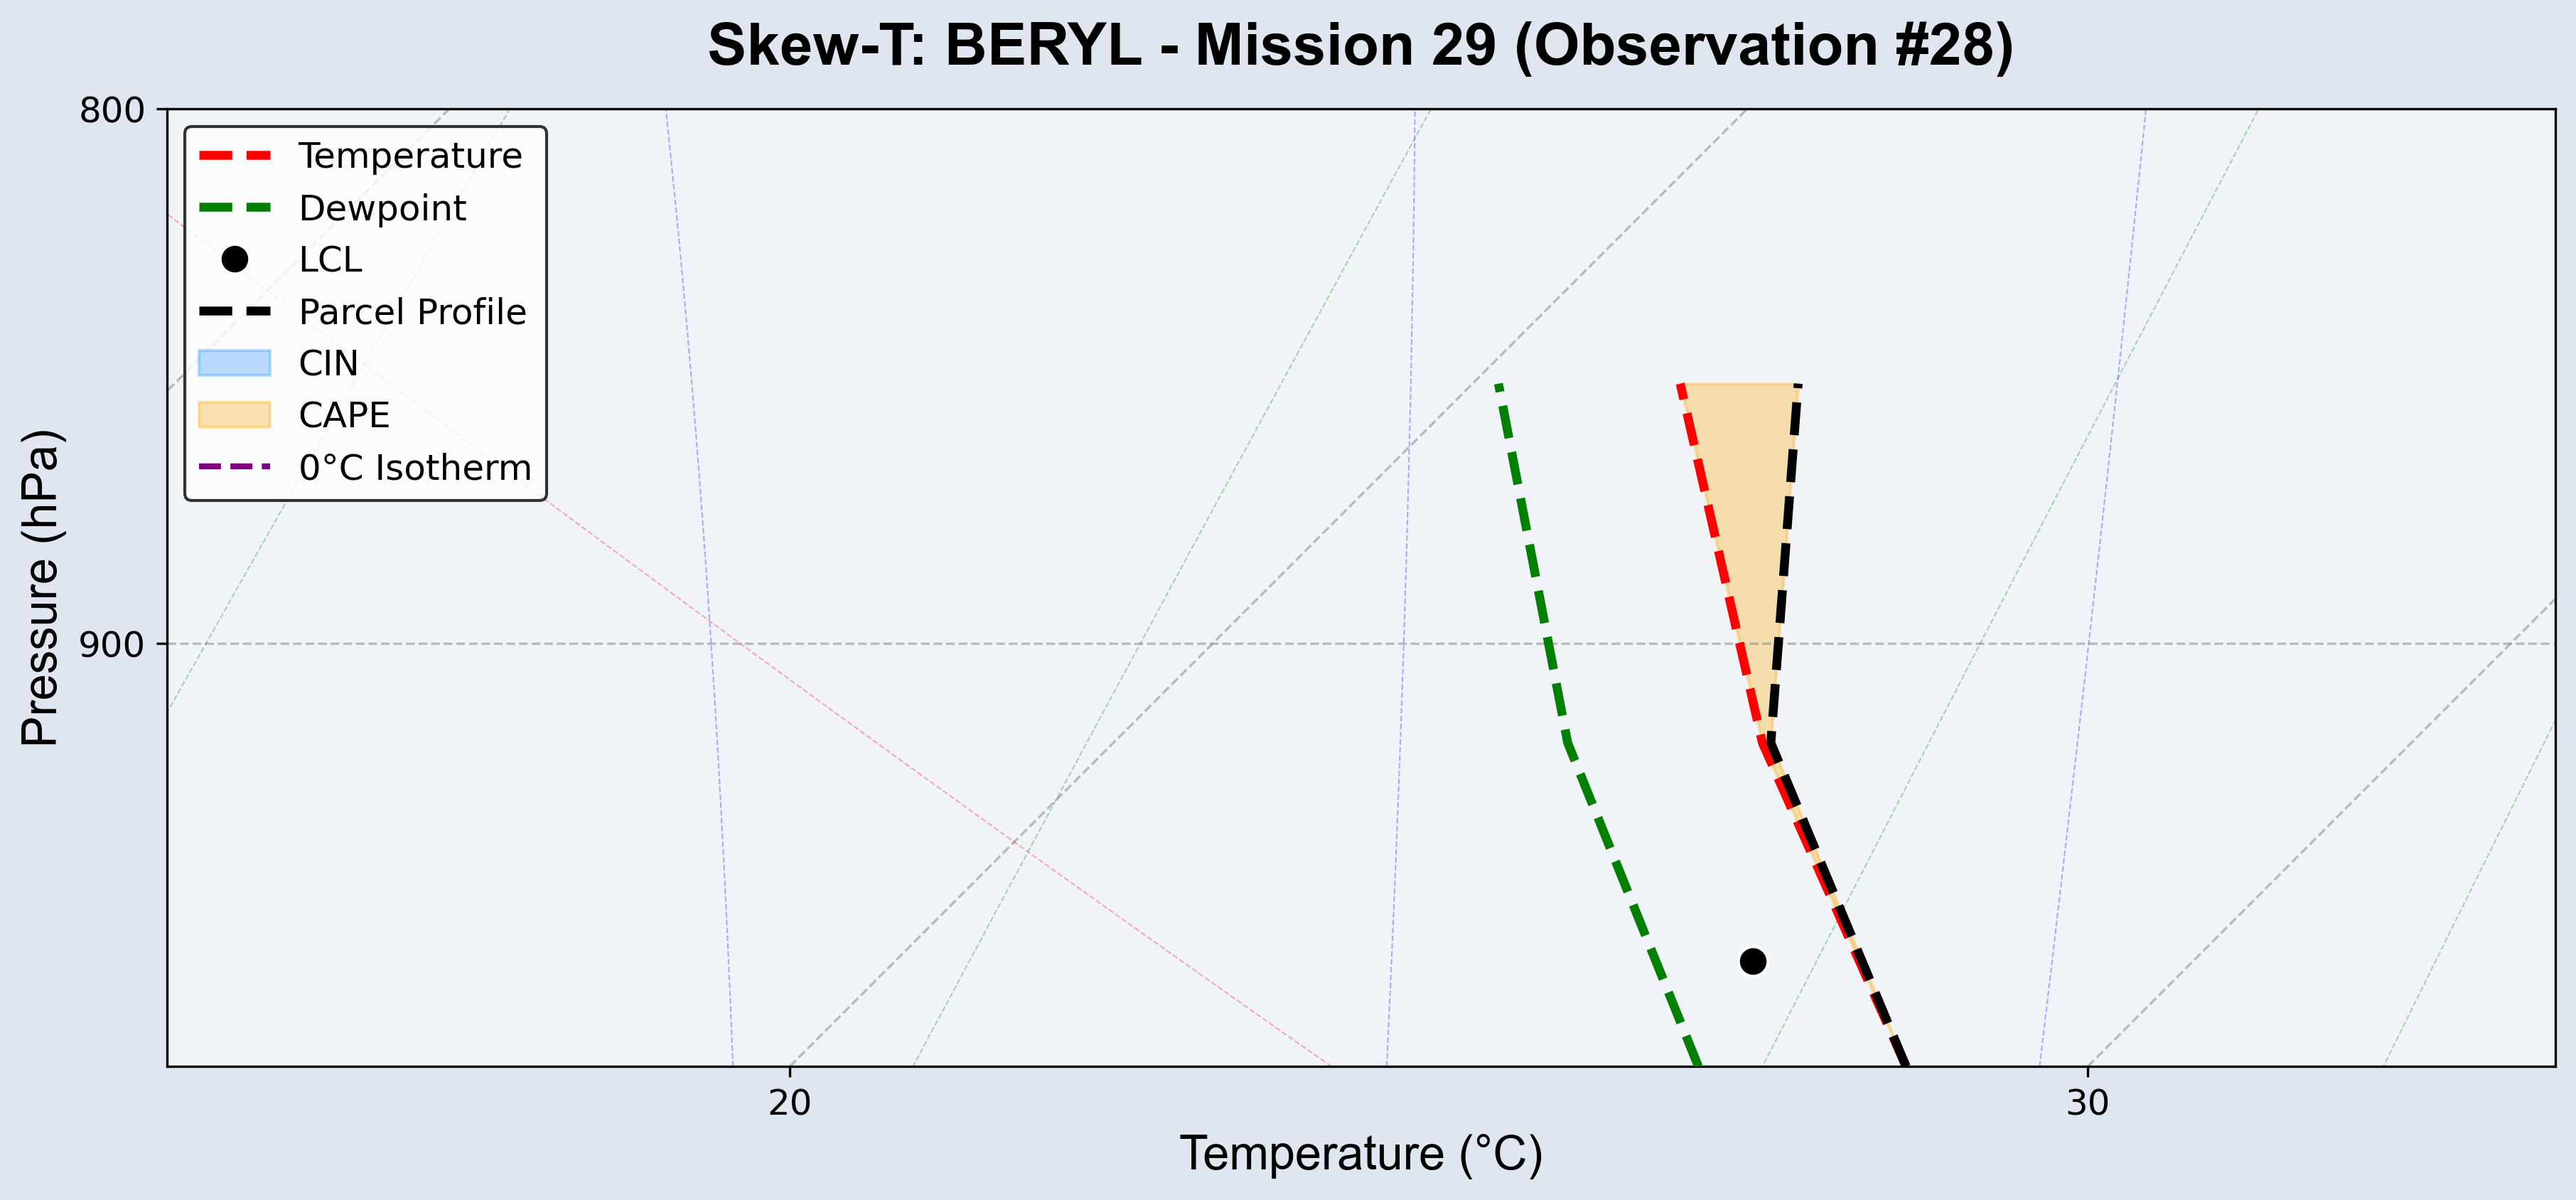 Skew-T: BERYL - Mission 29 (Observation #28)
800
Temperature
Dewpoint
LCL
Parcel Profile
CIN
CAPE
0°C Isotherm
Pressure (hPa)
900
20
30
Temperature (°C)